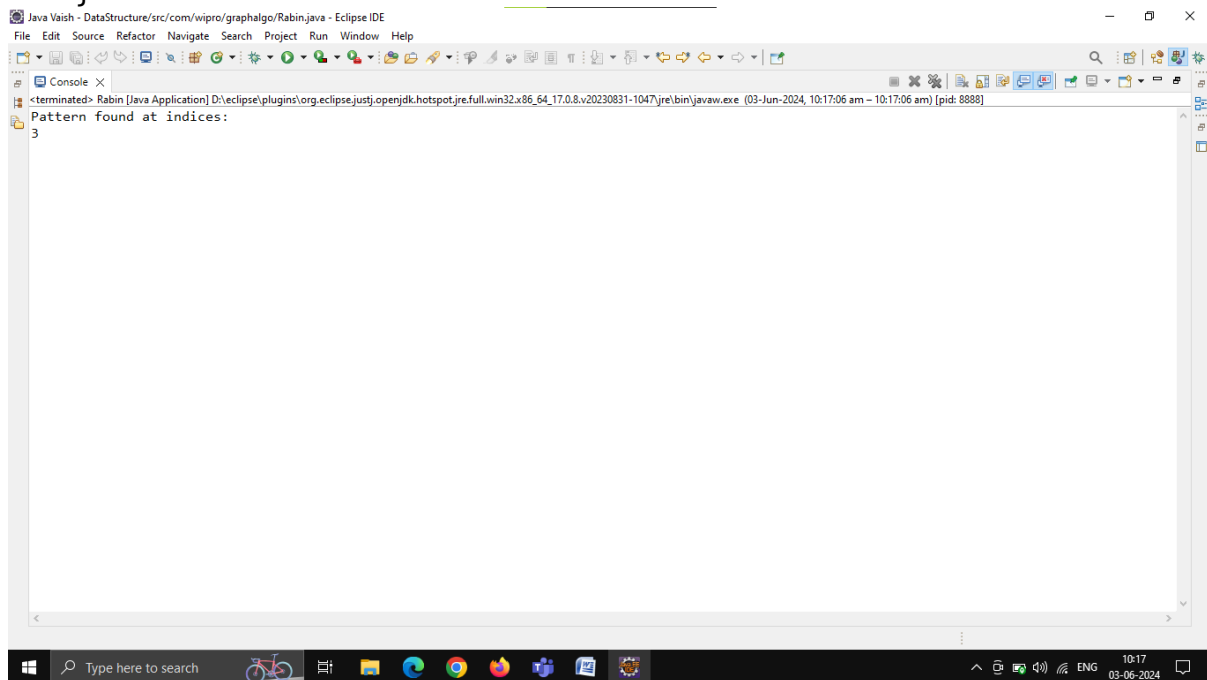 Java Vaish - DataStructure/src/com/wipro/graphalgo/Rabin.java - Eclipse IDE
File Edit Source Refactor Navigate Search Project Run Window Help
Console
<terminated> Rabin [Java Application] D:\eclipse\plugins\org.eclipse.justj.openjdk.hotspot.jre.full.win32.x86_64_17.0.8.v20230831-1047\jre\bin\javaw.exe (03-Jun-2024, 10:17:06 am – 10:17:06 am) [pid: 8888]
Pattern found at indices:
3
Type here to search
ENG
10:17
03-06-2024